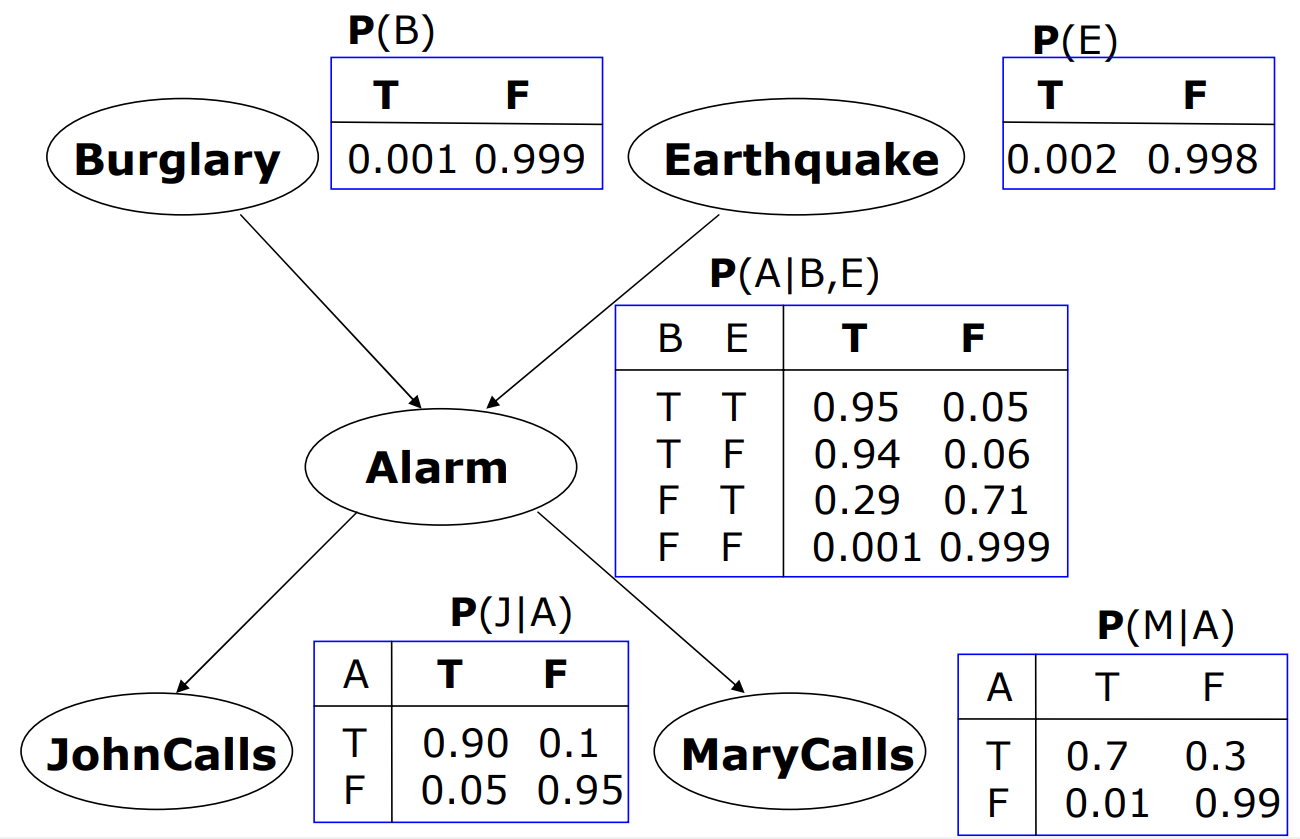 P(B)
T F
0.001 0.999
P(E)
T F
0.002 0.998
Burglary
Earthquake
P(A|B,E)
B E T F
T T 0.95 0.05
T F 0.94 0.06
F T 0.29 0.71
F F 0.001 0.999
Alarm
P(J|A)
A T F
T 0.90 0.1
F 0.05 0.95
P(M|A)
A T F
T 0.7 0.3
F 0.01 0.99
JohnCalls
MaryCalls